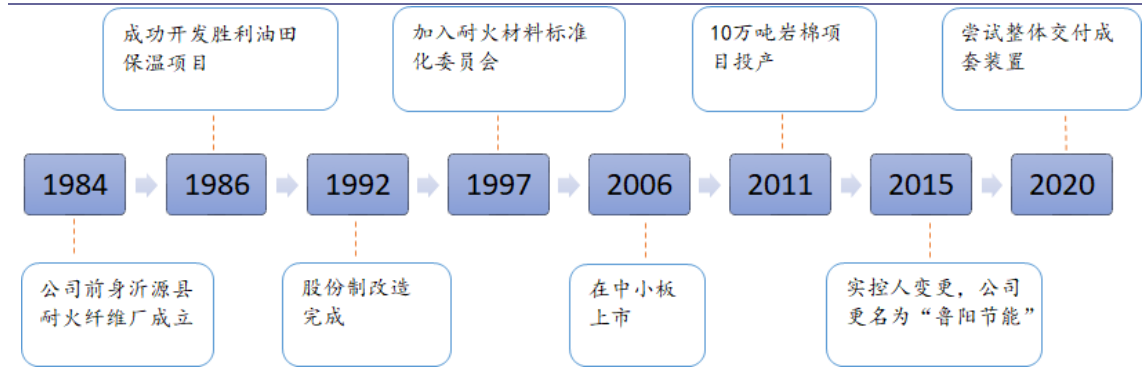 成功开发胜利油田
保温项目
加入耐火材料标准
化委员会
10万吨岩棉项
目投产
尝试整体交付成
套装置
1984
1986
1992
1997
2006
2011
2015
2020
公司前身沂源县
耐火纤维厂成立
股份制改造
完成
在中小板
上市
实控人变更，公司
更名为“鲁阳节能”